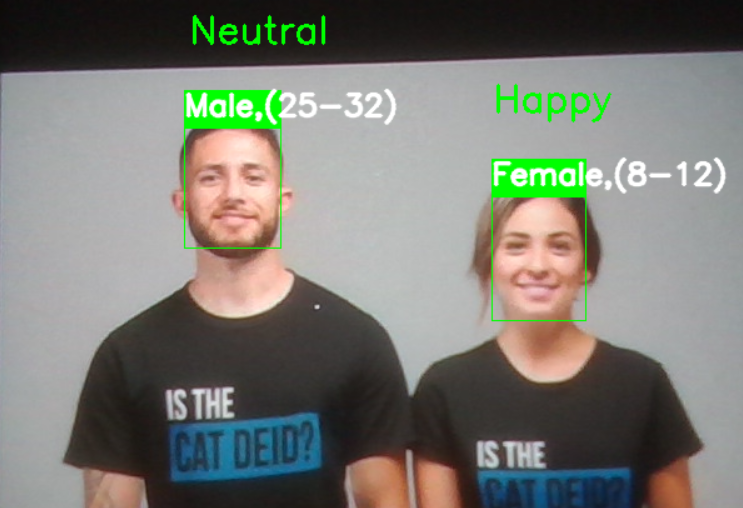 Neutral
Male,(25-32)
Happy
Female,(8-12)
IS THE
CAT DEID?
IS THE
CAT DEID?